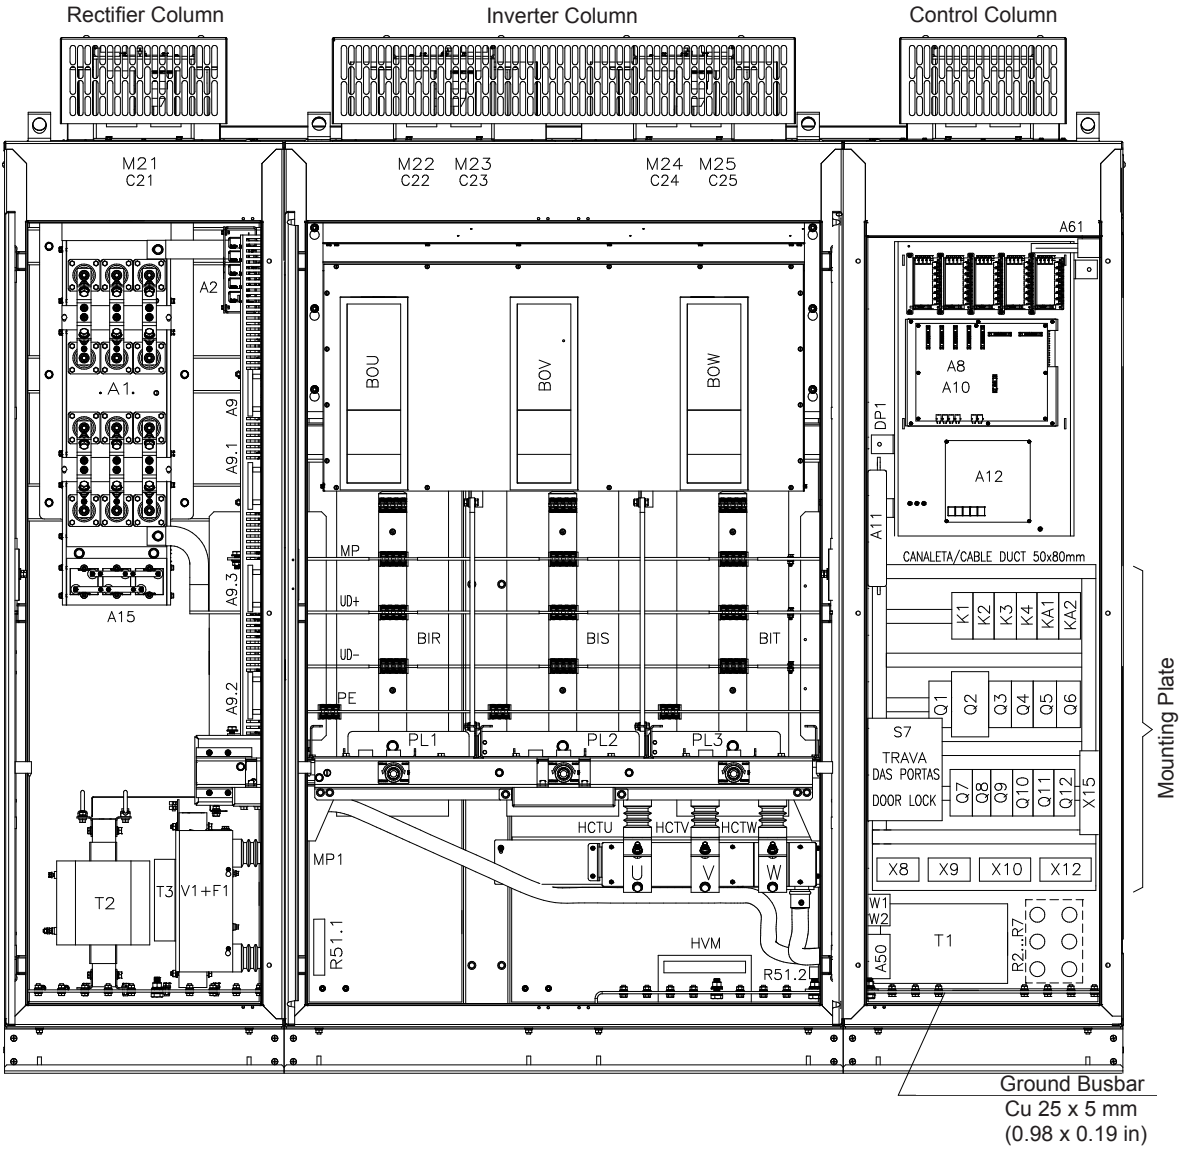 Rectifier Column
Inverter Column
Control Column
M21
C21
M22
C22
M23
C23
M24
C24
M25
C25
A61
A2
A1
A9
A9.1
A9.3
A9.2
A15
BOU
BOV
BOW
MP
UD+
UD-
PE
BIR
BIS
BIT
PL1
PL2
PL3
A8
A10
DP1
A12
A11
CANALETA/CABLE DUCT 50x80mm
K1
K2
K3
K4
KA1
KA2
Q1
Q2
Q3
Q4
Q5
Q6
S7
TRAVA
DAS PORTAS
DOOR LOCK
Q7
Q8
Q9
Q10
Q11
Q12
X15
Mounting Plate
HCTU
HCTV
HCTW
U
V
W
MP1
T2
T3
V1+F1
R51.1
HVM
R51.2
X8
X9
X10
X12
W1
W2
A50
T1
R2...R7
Ground Busbar
Cu 25 x 5 mm
(0.98 x 0.19 in)